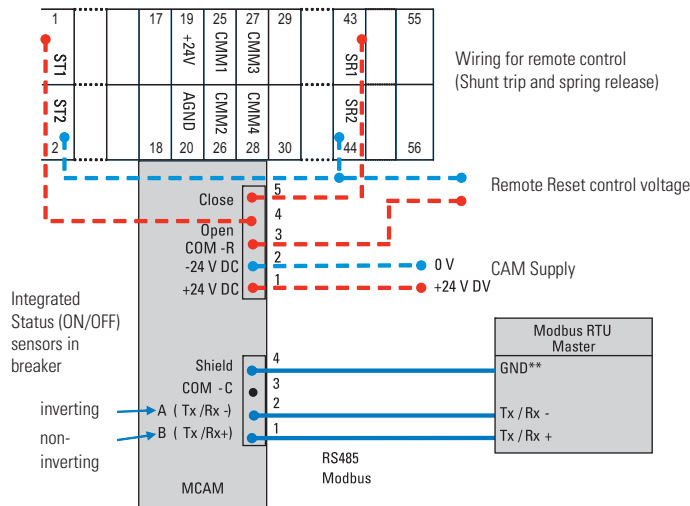 1 17 19 25 27 29 43 55
ST1 +24V CMM1 CMM3 SR1
ST2 AGND CMM2 CMM4 SR2
2 18 20 26 28 30 44 56
Wiring for remote control
(Shunt trip and spring release)
Remote Reset control voltage
Close 5
4
Open
COM -R 3
-24 V DC 2
+24 V DC 1
0 V
CAM Supply
+24 V DV
Integrated
Status (ON/OFF)
sensors in
breaker
Shield 4
COM -C 3
inverting A ( Tx /Rx -) 2
non-
inverting
B ( Tx /Rx+) 1
MCAM
RS485
Modbus
Modbus RTU
Master
GND**
Tx / Rx -
Tx / Rx +